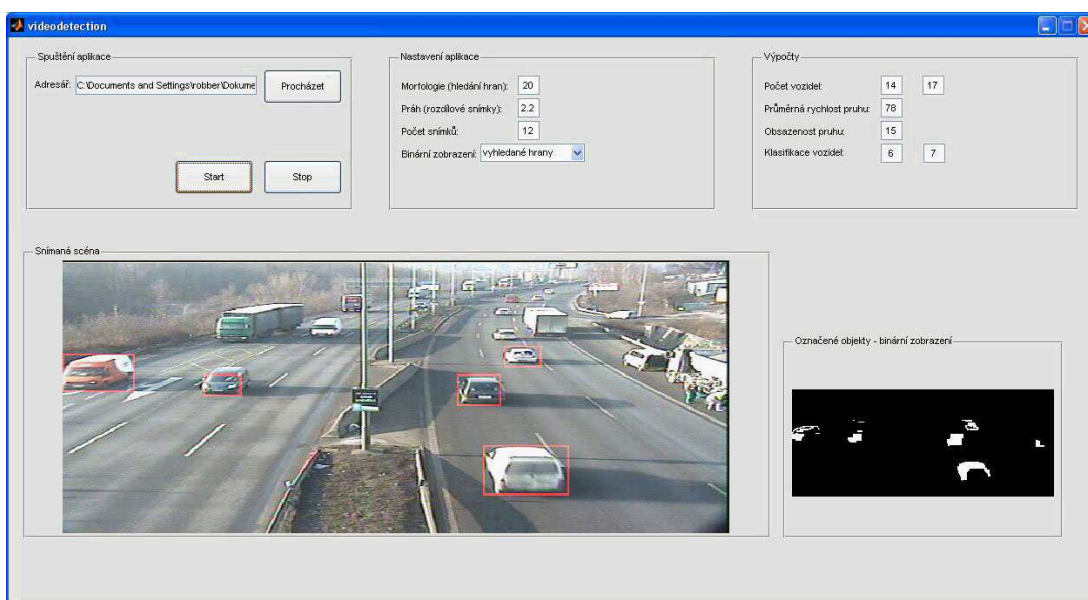 videodetection
Spuštění aplikace
Adresář: C:\Documents and Settings\robber\Dokume
Procházet
Start
Stop
Nastavení aplikace
Morfologie (hledání hran): 20
Práh (rozdílové snímky): 2.2
Počet snímků: 12
Binární zobrazení: vyhledané hrany
Výpočty
Počet vozidel: 14 17
Průměrná rychlost pruhu: 78
Obsazenost pruhu: 15
Klasifikace vozidel: 6 7
Snímaná scéna
Označené objekty - binární zobrazení